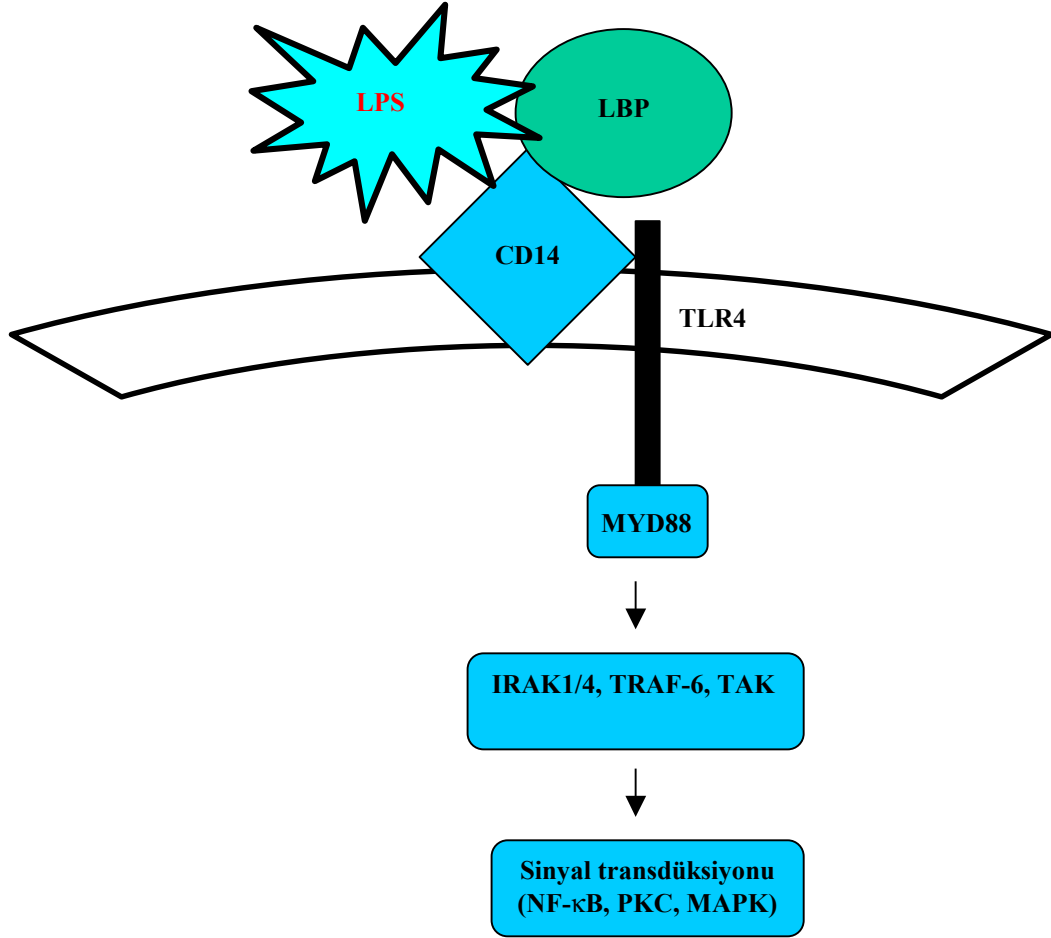 LPS
LBP
CD14
TLR4
MYD88
IRAK1/4, TRAF-6, TAK
Sinyal transdüksiyonu
(NF-κB, PKC, MAPK)